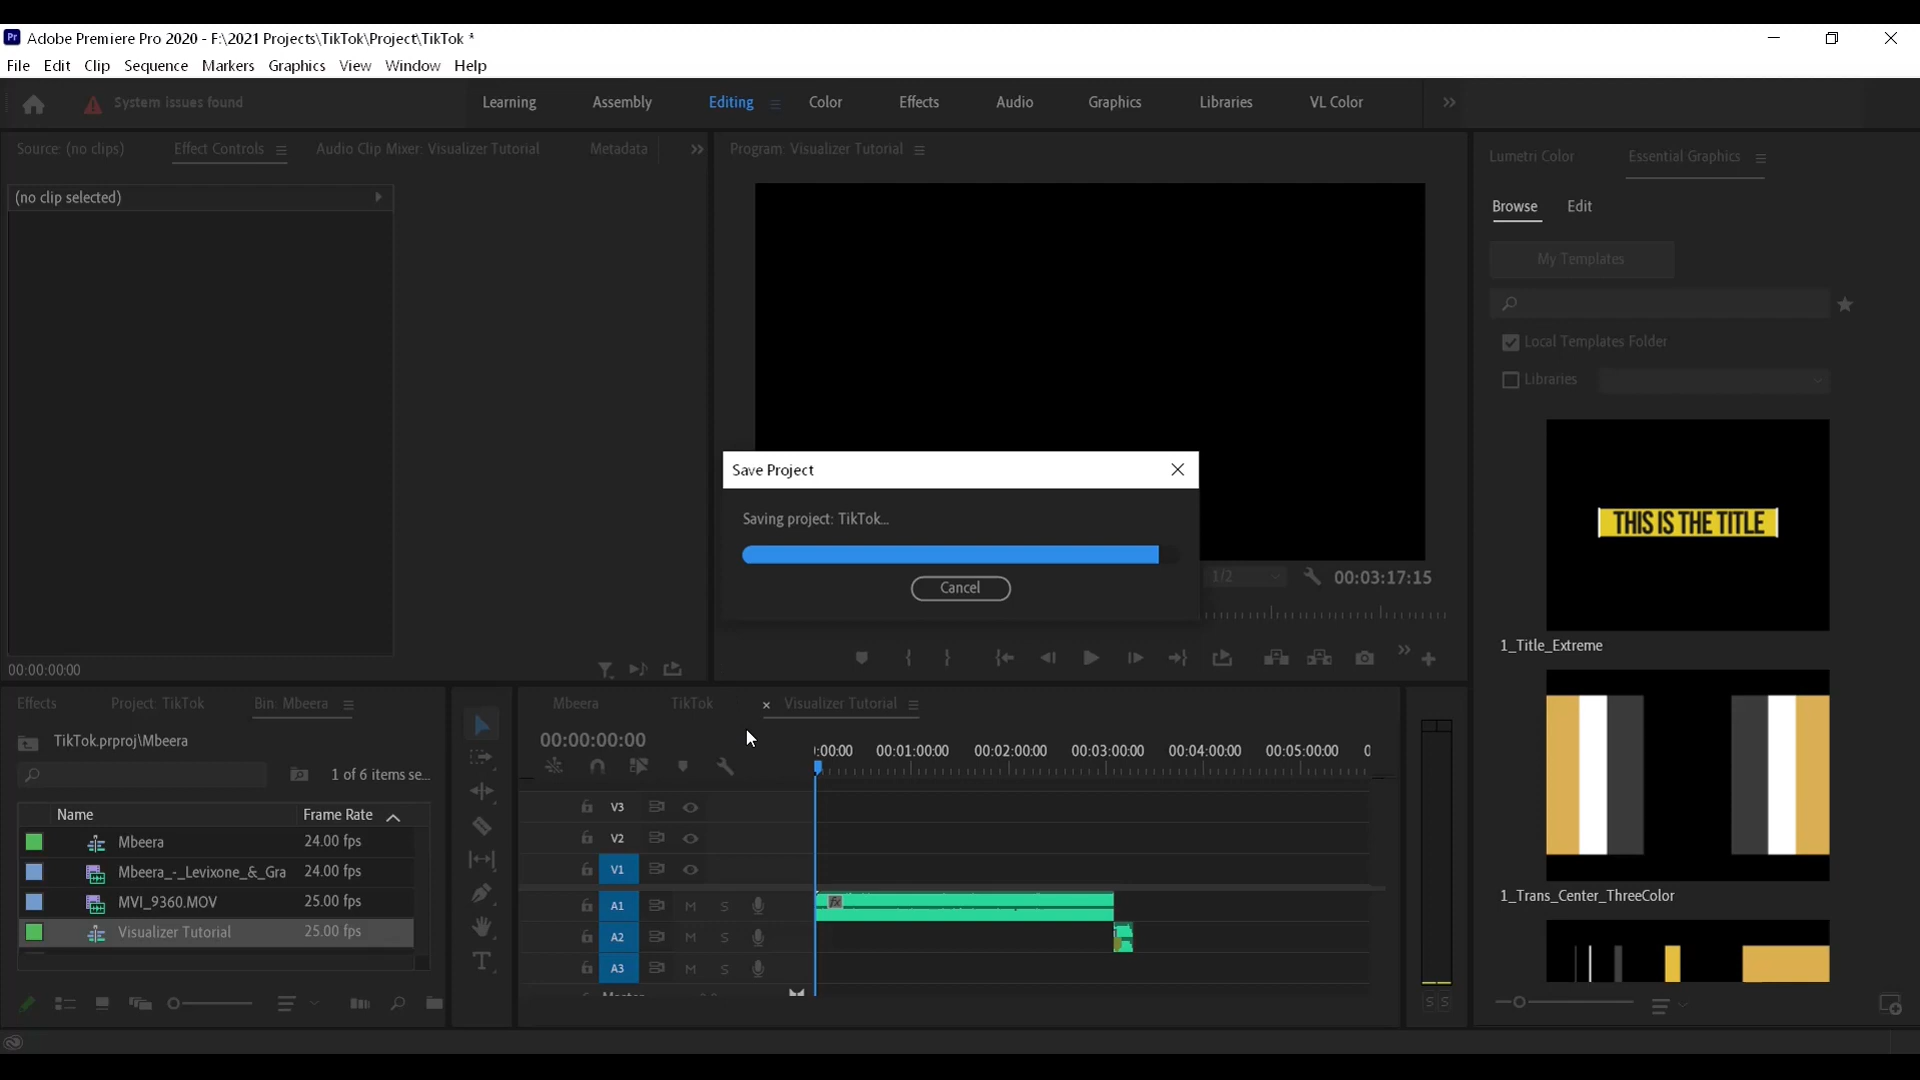 Adobe Premiere Pro 2020 - F:\2021 Projects\TikTok\Project\TikTok *
File Edit Clip Sequence Markers Graphics View Window Help
System issues found
Learning Assembly Editing Color Effects Audio Graphics Libraries VL Color
Source: (no clips) Effect Controls Audio Clip Mixer: Visualizer Tutorial Metadata
Program: Visualizer Tutorial
Lumetri Color Essential Graphics
(no clip selected)
Browse Edit
My Templates
Local Templates Folder
Libraries
Save Project
Saving project: TikTok...
Cancel
THIS IS THE TITLE
1/2 00:03:17:15
1_Title_Extreme
00:00:00:00
Effects Project: TikTok Bin: Mbeera
Mbeera TikTok Visualizer Tutorial
TikTok.prproj\Mbeera
00:00:00:00
:00:00 00:01:00:00 00:02:00:00 00:03:00:00 00:04:00:00 00:05:00:00 0
1 of 6 items se...
Name Frame Rate
Mbeera 24.00 fps
Mbeera_-_Levixone_&_Gra 24.00 fps
MVI_9360.MOV 25.00 fps
Visualizer Tutorial 25.00 fps
V3
V2
V1
A1 M S
fx
A2 M S
A3 M S
1_Trans_Center_ThreeColor
S S